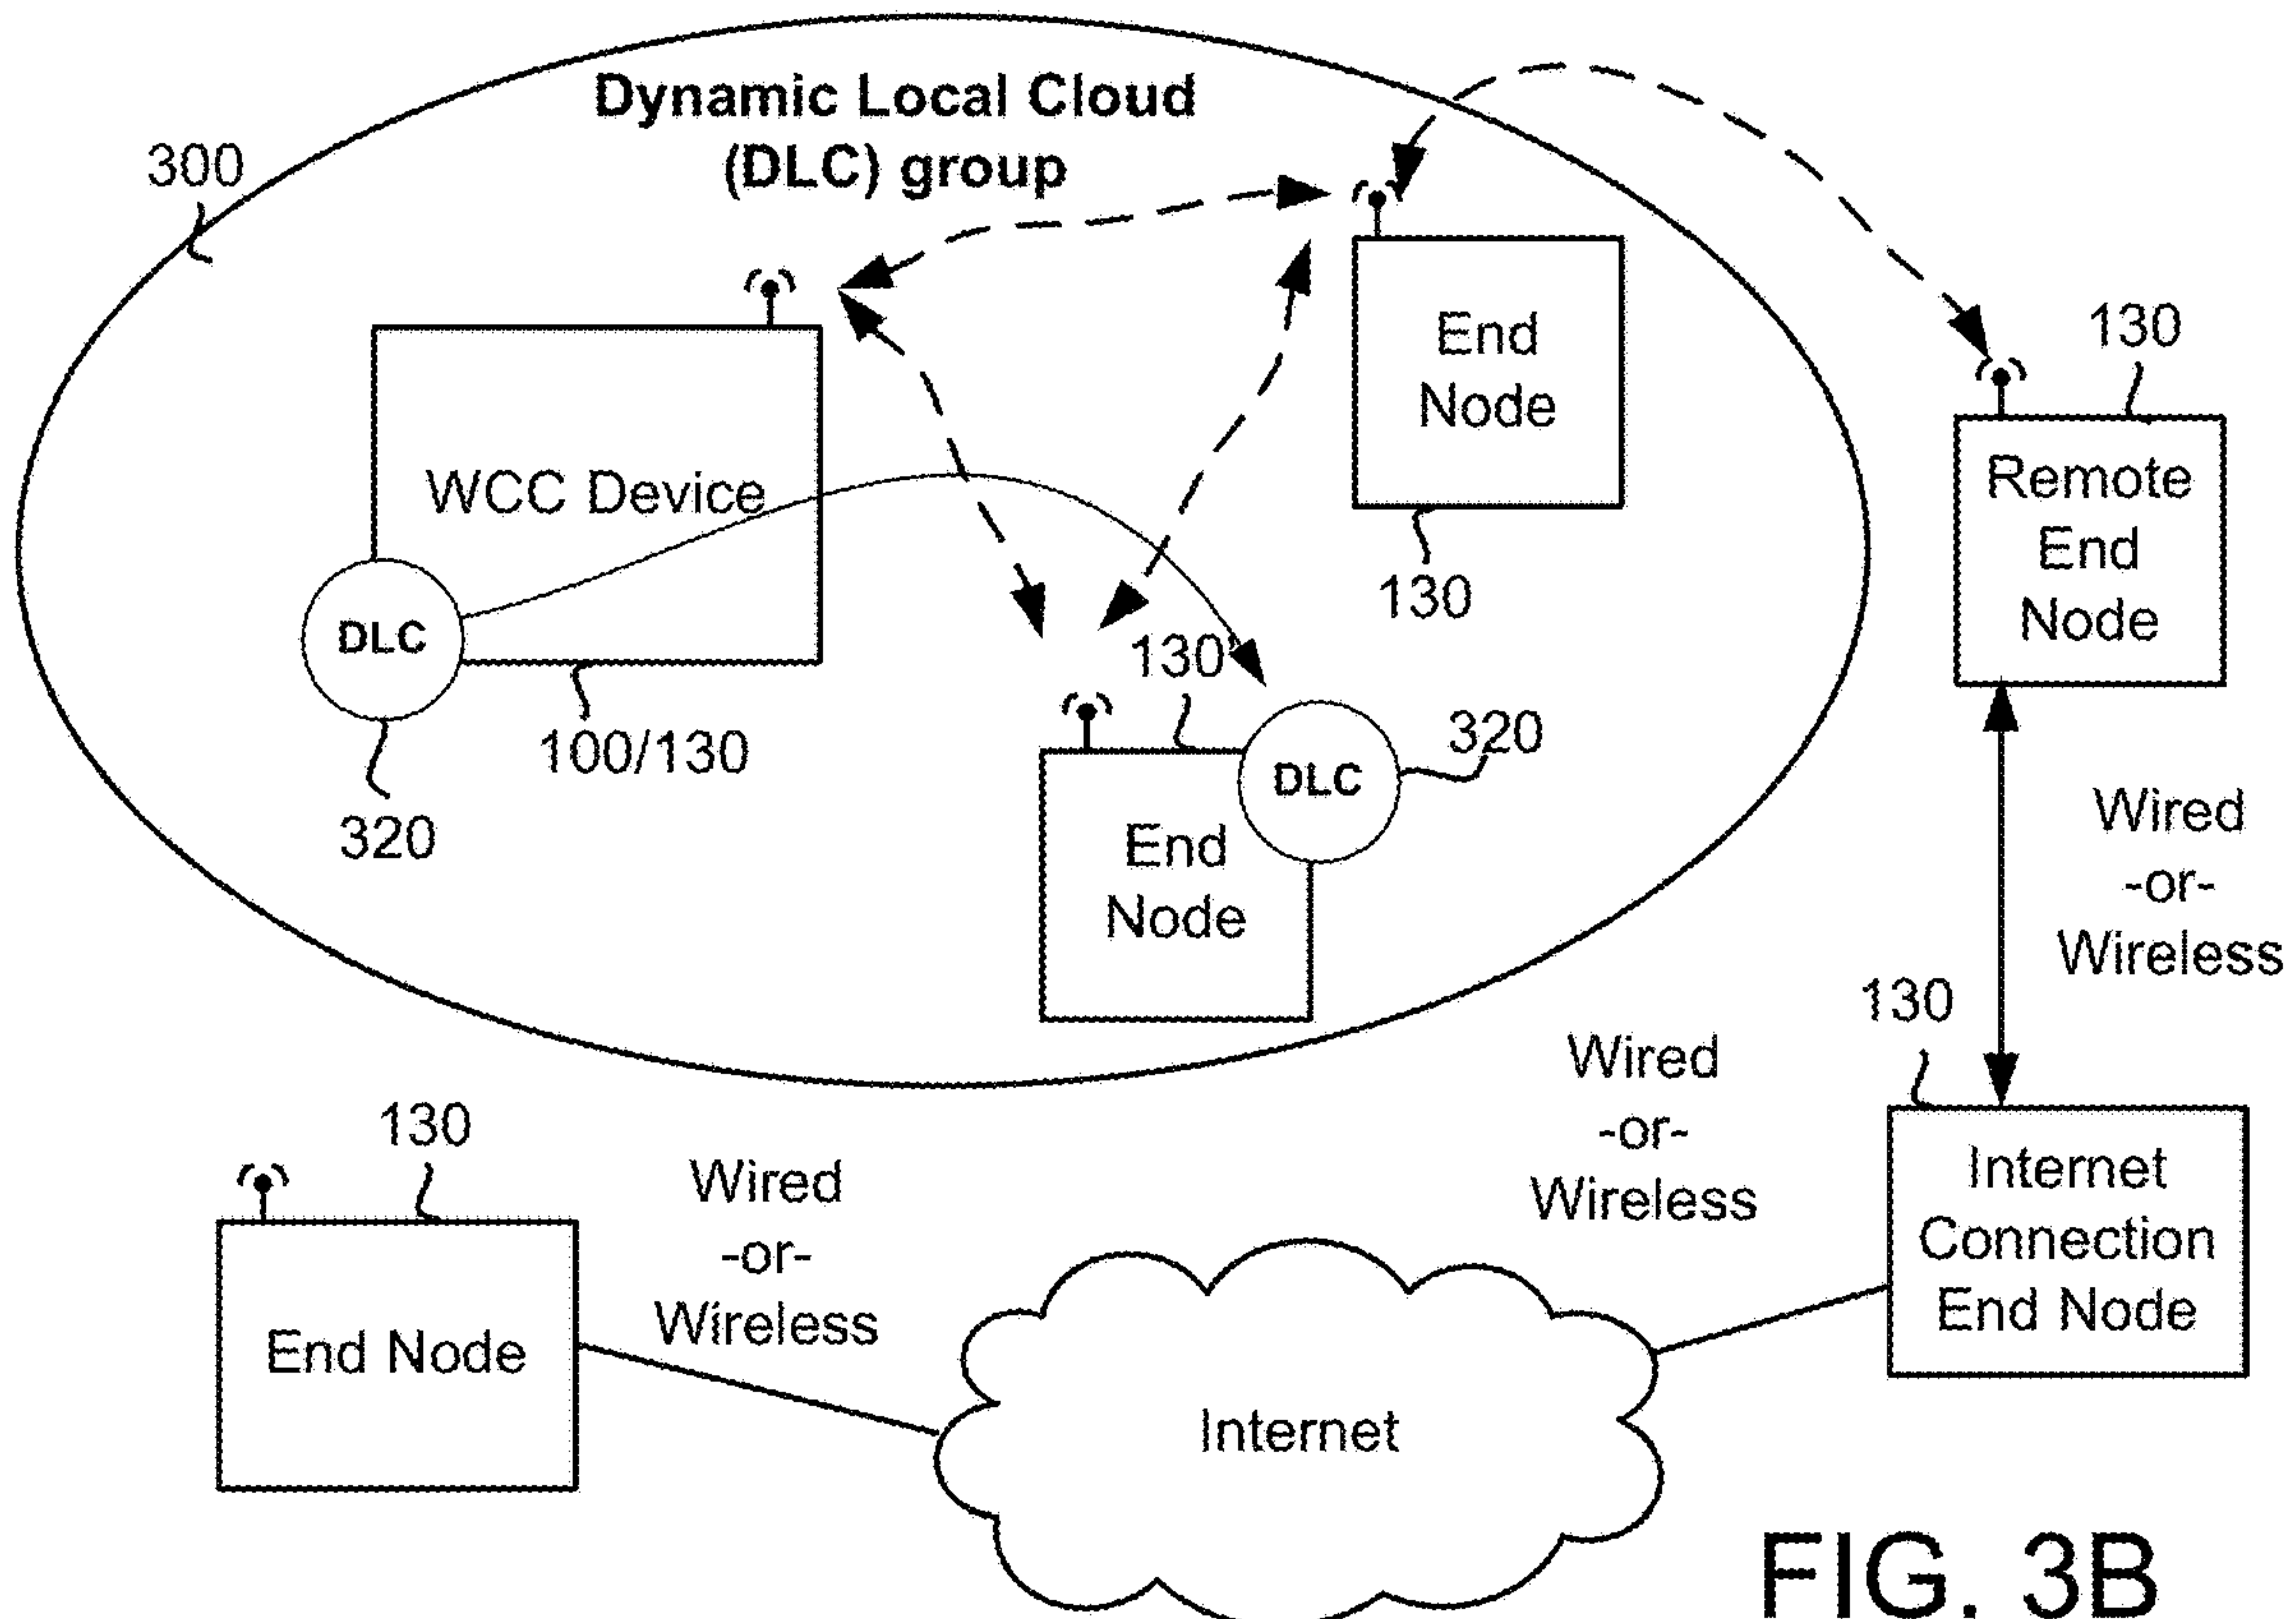 Dynamic Local Cloud
(DLC) group
300
End
Node
130
130
Remote
End
Node
WCC Device
DLC
100/130
320
130
DLC
320
End
Node
Wired
-or-
Wireless
130
Internet
Connection
End Node
Wired
-or-
Wireless
130
End Node
Wired
-or-
Wireless
Internet
FIG. 3B